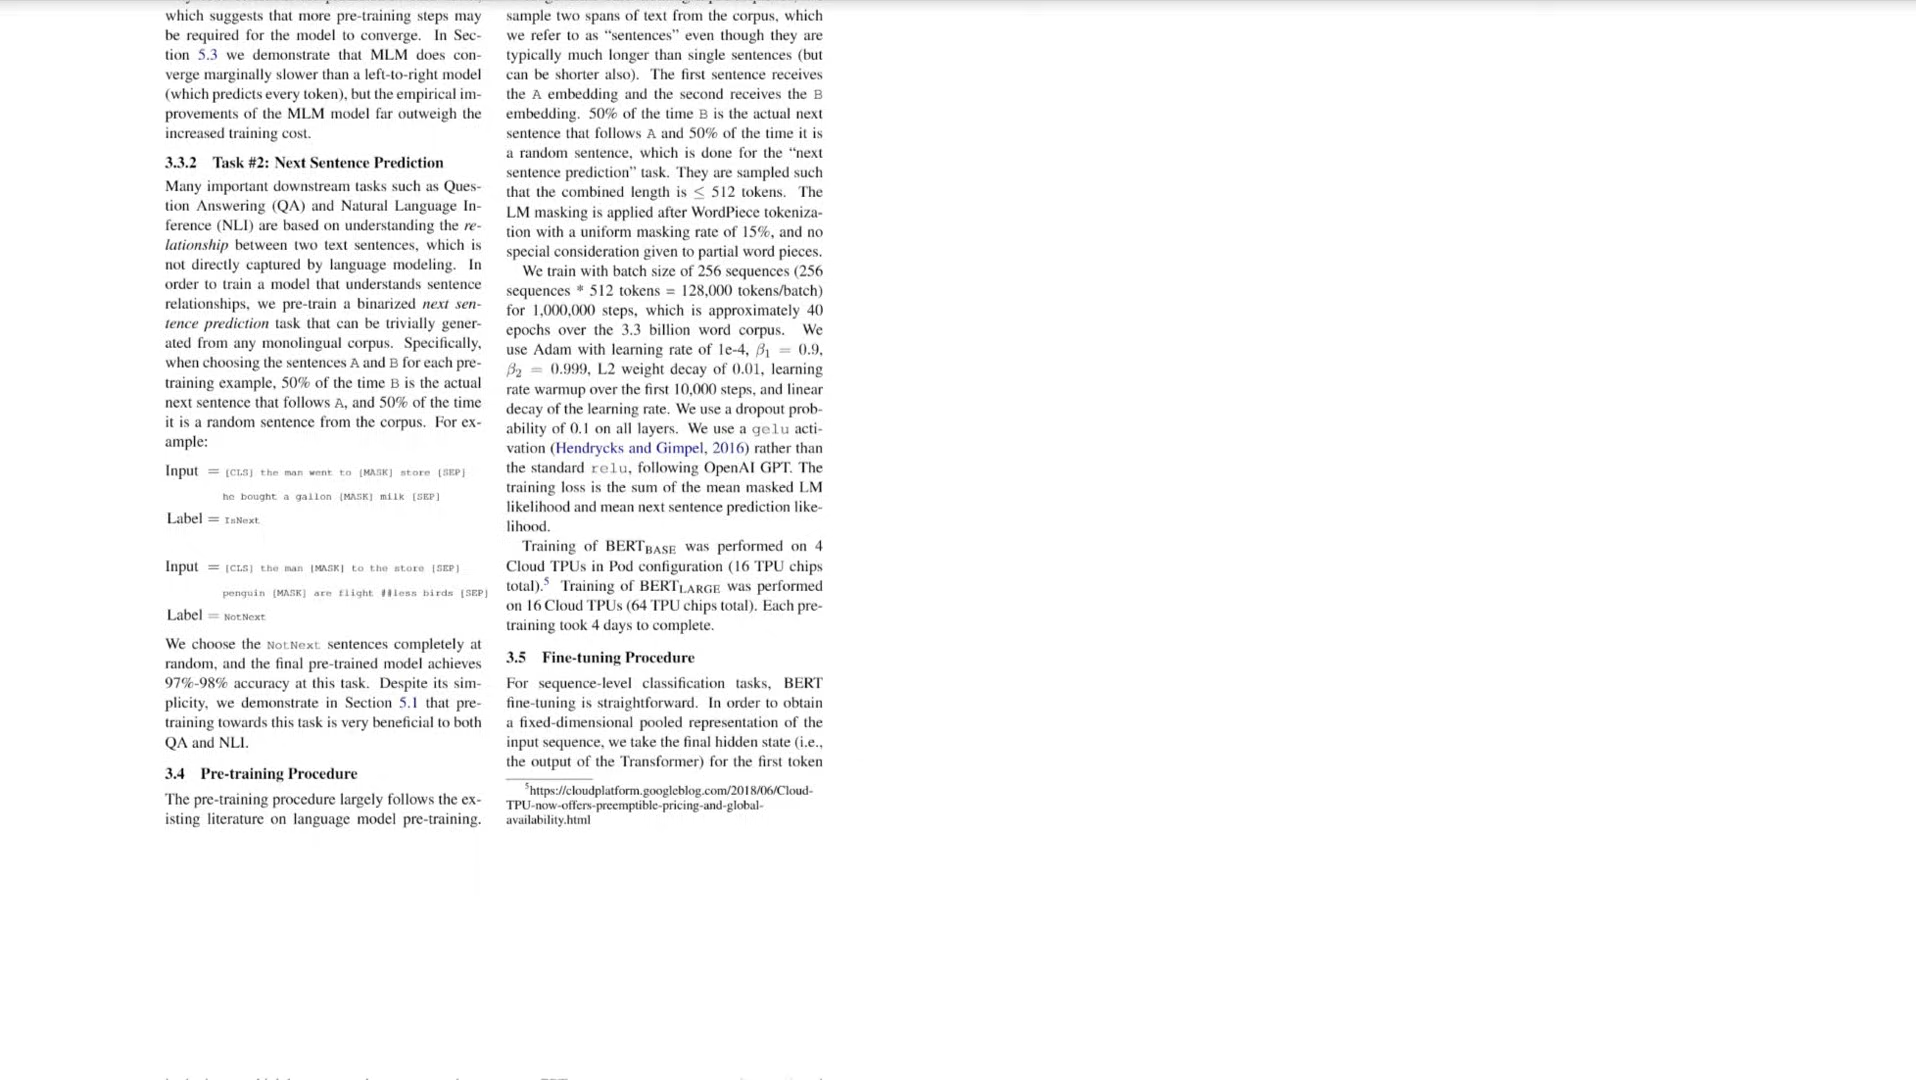 which suggests that more pre-training steps may
be required for the model to converge. In Sec-
tion 5.3 we demonstrate that MLM does con-
verge marginally slower than a left-to-right model
(which predicts every token), but the empirical im-
provements of the MLM model far outweigh the
increased training cost.
3.3.2 Task #2: Next Sentence Prediction
Many important downstream tasks such as Ques-
tion Answering (QA) and Natural Language In-
ference (NLI) are based on understanding the re-
lationship between two text sentences, which is
not directly captured by language modeling. In
order to train a model that understands sentence
relationships, we pre-train a binarized next sen-
tence prediction task that can be trivially gener-
ated from any monolingual corpus. Specifically,
when choosing the sentences A and B for each pre-
training example, 50% of the time B is the actual
next sentence that follows A, and 50% of the time
it is a random sentence from the corpus. For ex-
ample:
Input = [CLS] the man went to [MASK] store [SEP]
he bought a gallon [MASK] milk [SEP]
Label = IsNext
Input = [CLS] the man [MASK] to the store [SEP]
penguin [MASK] are flight ##less birds [SEP]
Label = NotNext
We choose the NotNext sentences completely at
random, and the final pre-trained model achieves
97%-98% accuracy at this task. Despite its sim-
plicity, we demonstrate in Section 5.1 that pre-
training towards this task is very beneficial to both
QA and NLI.
3.4 Pre-training Procedure
The pre-training procedure largely follows the ex-
isting literature on language model pre-training.
sample two spans of text from the corpus, which
we refer to as “sentences” even though they are
typically much longer than single sentences (but
can be shorter also). The first sentence receives
the A embedding and the second receives the B
embedding. 50% of the time B is the actual next
sentence that follows A and 50% of the time it is
a random sentence, which is done for the “next
sentence prediction” task. They are sampled such
that the combined length is ≤ 512 tokens. The
LM masking is applied after WordPiece tokeniza-
tion with a uniform masking rate of 15%, and no
special consideration given to partial word pieces.
We train with batch size of 256 sequences (256
sequences * 512 tokens = 128,000 tokens/batch)
for 1,000,000 steps, which is approximately 40
epochs over the 3.3 billion word corpus. We
use Adam with learning rate of 1e-4, β1 = 0.9,
β2 = 0.999, L2 weight decay of 0.01, learning
rate warmup over the first 10,000 steps, and linear
decay of the learning rate. We use a dropout prob-
ability of 0.1 on all layers. We use a gelu acti-
vation (Hendrycks and Gimpel, 2016) rather than
the standard relu, following OpenAI GPT. The
training loss is the sum of the mean masked LM
likelihood and mean next sentence prediction like-
lihood.
Training of BERTBASE was performed on 4
Cloud TPUs in Pod configuration (16 TPU chips
total).5 Training of BERTLARGE was performed
on 16 Cloud TPUs (64 TPU chips total). Each pre-
training took 4 days to complete.
3.5 Fine-tuning Procedure
For sequence-level classification tasks, BERT
fine-tuning is straightforward. In order to obtain
a fixed-dimensional pooled representation of the
input sequence, we take the final hidden state (i.e.,
the output of the Transformer) for the first token
5https://cloudplatform.googleblog.com/2018/06/Cloud-
TPU-now-offers-preemptible-pricing-and-global-
availability.html